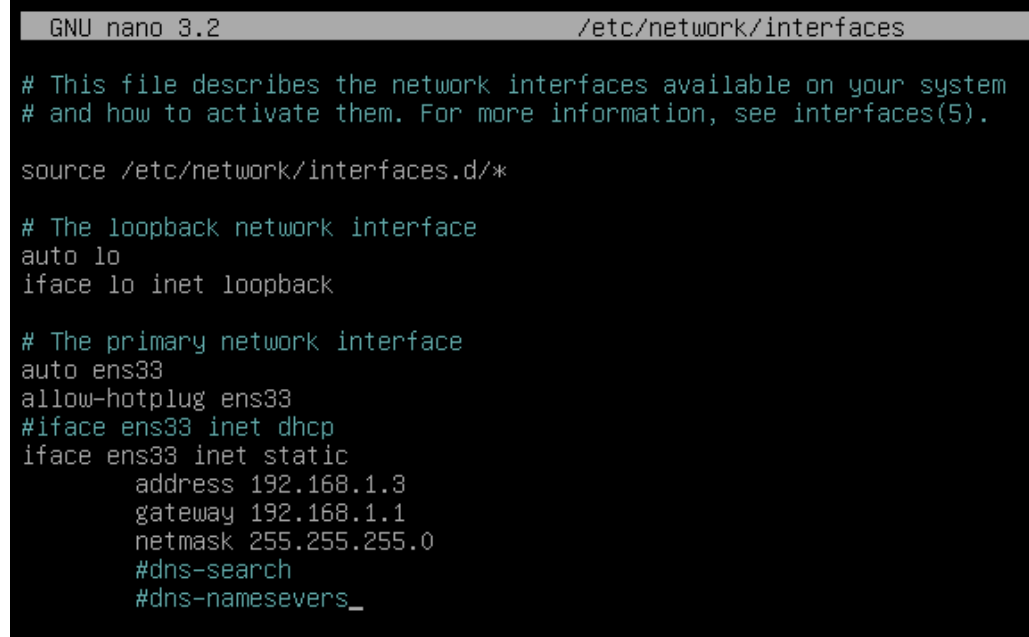 GNU nano 3.2 /etc/network/interfaces
# This file describes the network interfaces available on your system
# and how to activate them. For more information, see interfaces(5).
source /etc/network/interfaces.d/*
# The loopback network interface
auto lo
iface lo inet loopback
# The primary network interface
auto ens33
allow-hotplug ens33
#iface ens33 inet dhcp
iface ens33 inet static
address 192.168.1.3
gateway 192.168.1.1
netmask 255.255.255.0
#dns-search
#dns-namesevers_